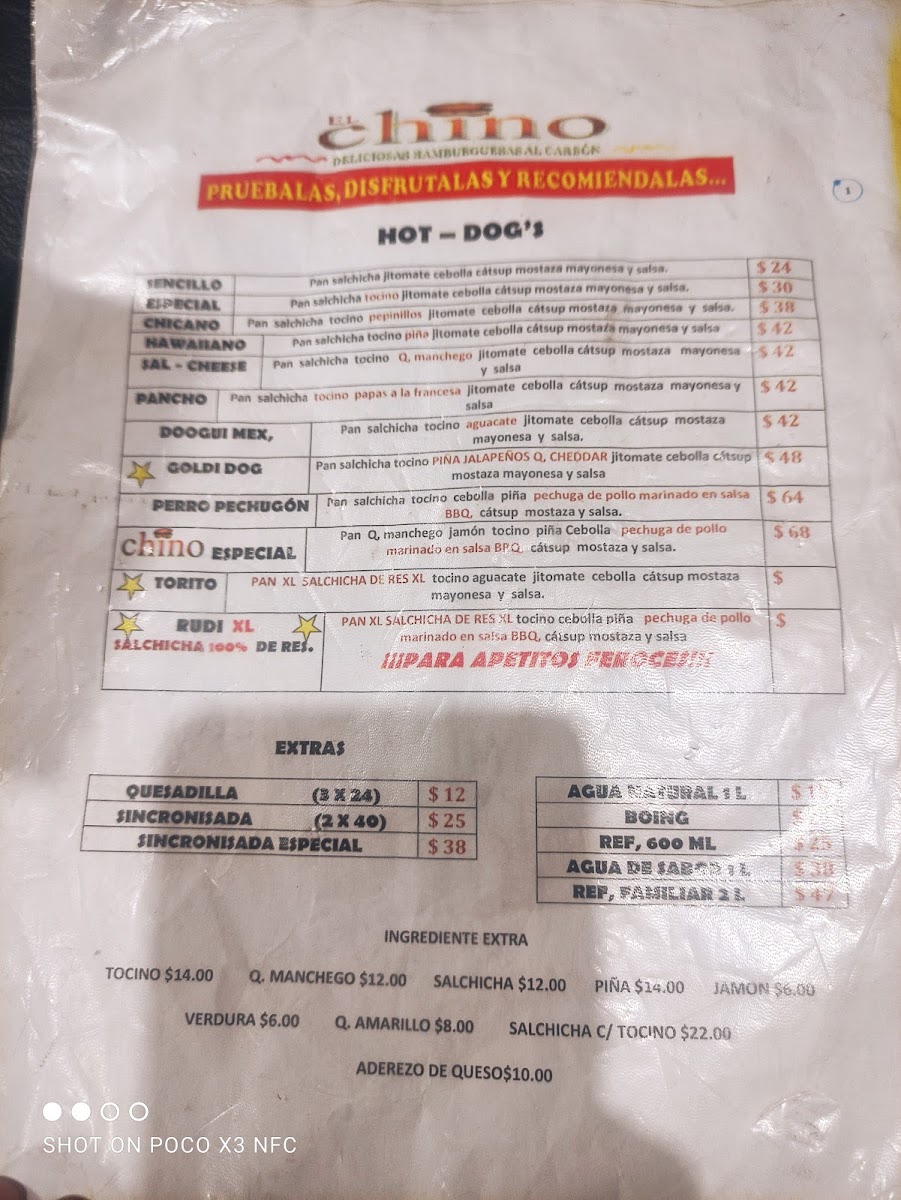 EL chino
DELICIOSAS HAMBURGUESAS AL CARBÓN
PRUEBALAS, DISFRUTALAS Y RECOMIENDALAS...
1
HOT – DOG'S
SENCILLO Pan salchicha jitomate cebolla cátsup mostaza mayonesa y salsa. $ 24
ESPECIAL Pan salchicha tocino jitomate cebolla cátsup mostaza mayonesa y salsa. $ 30
CHICANO Pan salchicha tocino pepinillos jitomate cebolla cátsup mostaza mayonesa y salsa. $ 38
HAWAIIANO Pan salchicha tocino piña jitomate cebolla cátsup mostaza mayonesa y salsa $ 42
SAL - CHEESE Pan salchicha tocino Q, manchego jitomate cebolla cátsup mostaza mayonesa $ 42
y salsa
PANCHO Pan salchicha tocino papas a la francesa jitomate cebolla cátsup mostaza mayonesa y $ 42
salsa
DOOGUI MEX, Pan salchicha tocino aguacate jitomate cebolla cátsup mostaza $ 42
mayonesa y salsa.
GOLDI DOG Pan salchicha tocino PIÑA JALAPEÑOS Q, CHEDDAR jitomate cebolla cátsup $ 48
mostaza mayonesa y salsa
PERRO PECHUGÓN Pan salchicha tocino cebolla piña pechuga de pollo marinado en salsa $ 64
BBQ, cátsup mostaza y salsa.
chino ESPECIAL Pan Q, manchego jamón tocino piña Cebolla pechuga de pollo $ 68
marinado en salsa BBQ cátsup mostaza y salsa.
TORITO PAN XL SALCHICHA DE RES XL tocino aguacate jitomate cebolla cátsup mostaza $
mayonesa y salsa.
RUDI XL PAN XL SALCHICHA DE RES XL tocino cebolla piña pechuga de pollo $
SALCHICHA 100% DE RES. marinado en salsa BBQ, cátsup mostaza y salsa
¡¡¡PARA APETITOS FEROCES!!!
EXTRAS
QUESADILLA (3 X 24) $ 12
SINCRONISADA (2 X 40) $ 25
SINCRONISADA ESPECIAL $ 38
AGUA NATURAL 1 L $
BOING $
REF, 600 ML $ 25
AGUA DE SABOR 1 L $ 38
REF, FAMILIAR 2 L $ 47
INGREDIENTE EXTRA
TOCINO $14.00 Q. MANCHEGO $12.00 SALCHICHA $12.00 PIÑA $14.00 JAMON $6.00
VERDURA $6.00 Q. AMARILLO $8.00 SALCHICHA C/ TOCINO $22.00
ADEREZO DE QUESO$10.00
SHOT ON POCO X3 NFC